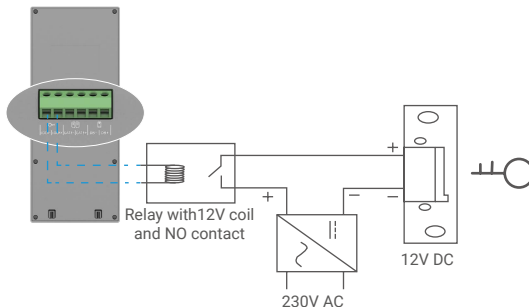 Relay with12V coil
and NO contact
+
−
+
−
12V DC
230V AC